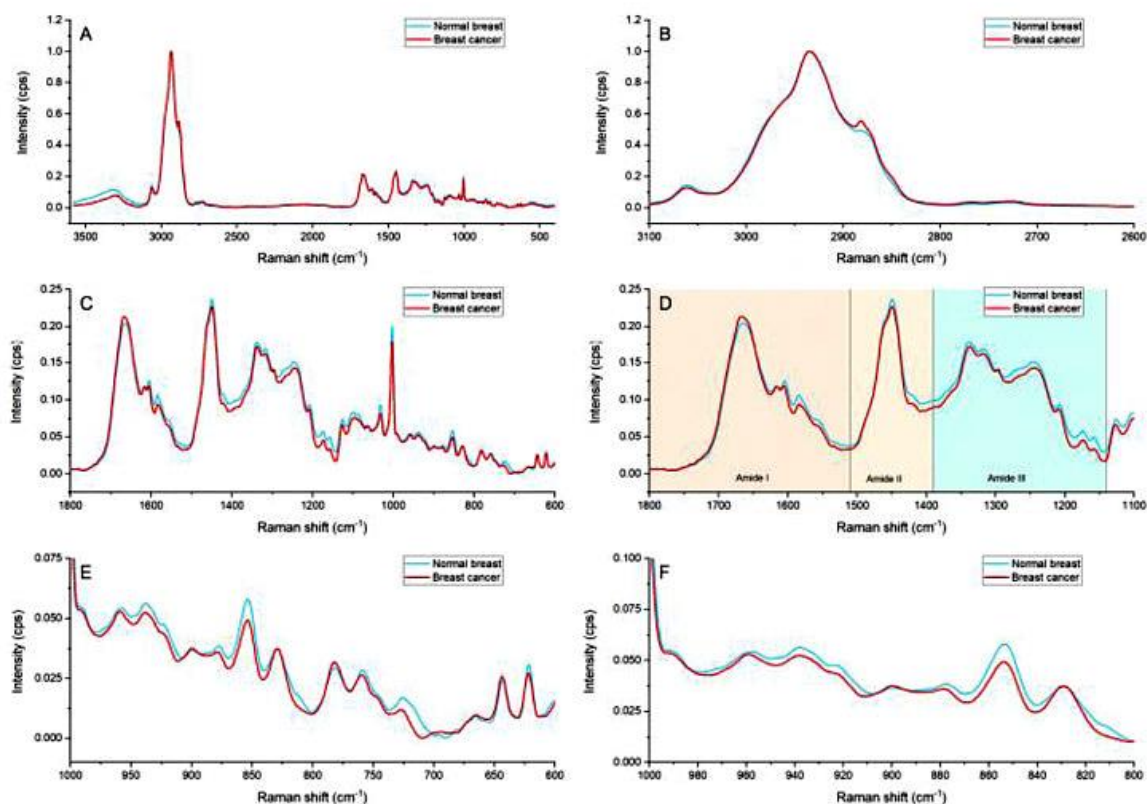 A
Normal breast
Breast cancer
Intensity (cps)
1.2
1.0
0.8
0.6
0.4
0.2
0.0
3500 3000 2500 2000 1500 1000 500
Raman shift (cm⁻¹)
B
Normal breast
Breast cancer
Intensity (cps)
1.2
1.0
0.8
0.6
0.4
0.2
0.0
3100 3000 2900 2800 2700 2600
Raman shift (cm⁻¹)
C
Normal breast
Breast cancer
Intensity (cps)
0.25
0.20
0.15
0.10
0.05
0.00
1800 1600 1400 1200 1000 800 600
Raman shift (cm⁻¹)
D
Normal breast
Breast cancer
Intensity (cps)
0.25
0.20
0.15
0.10
0.05
0.00
Amide I Amide II Amide III
1800 1700 1600 1500 1400 1300 1200 1100
Raman shift (cm⁻¹)
E
Normal breast
Breast cancer
Intensity (cps)
0.075
0.050
0.025
0.000
1000 950 900 850 800 750 700 650 600
Raman shift (cm⁻¹)
F
Normal breast
Breast cancer
Intensity (cps)
0.100
0.075
0.050
0.025
0.000
1000 980 960 940 920 900 880 860 840 820 800
Raman shift (cm⁻¹)